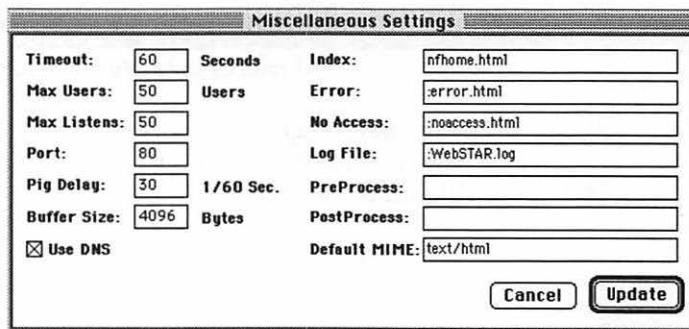 Miscellaneous Settings
Timeout: 60 Seconds Index: nfhome.html
Max Users: 50 Users Error: :error.html
Max Listens: 50 No Access: :noaccess.html
Port: 80 Log File: :WebSTAR.log
Pig Delay: 30 1/60 Sec. PreProcess:
Buffer Size: 4096 Bytes PostProcess:
Use DNS Default MIME: text/html
Cancel Update